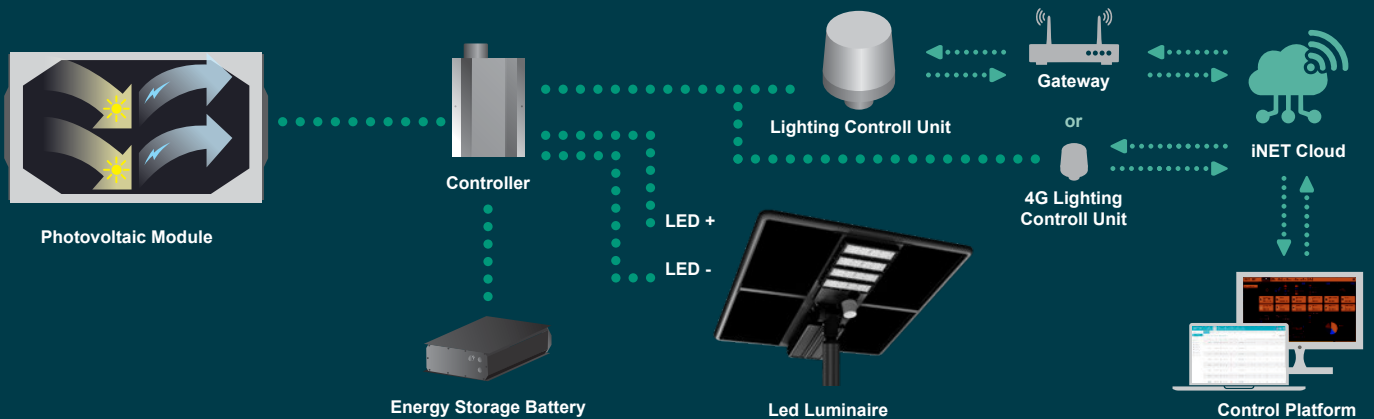 Photovoltaic Module
Controller
Energy Storage Battery
LED +
LED -
Led Luminaire
Lighting Controll Unit
Gateway
or
4G Lighting
Controll Unit
iNET Cloud
Control Platform